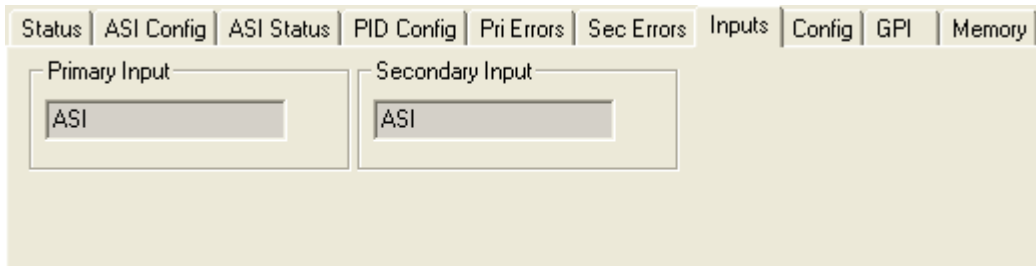 Status ASI Config ASI Status PID Config Pri Errors Sec Errors Inputs Config GPI Memory
Primary Input Secondary Input
ASI ASI